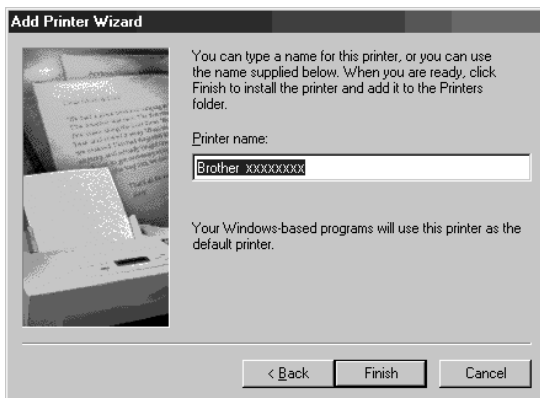 Add Printer Wizard
You can type a name for this printer, or you can use
the name supplied below. When you are ready, click
Finish to install the printer and add it to the Printers
folder.
Printer name:
Brother xxxxxxxx
Your Windows-based programs will use this printer as the
default printer.
< Back
Finish
Cancel